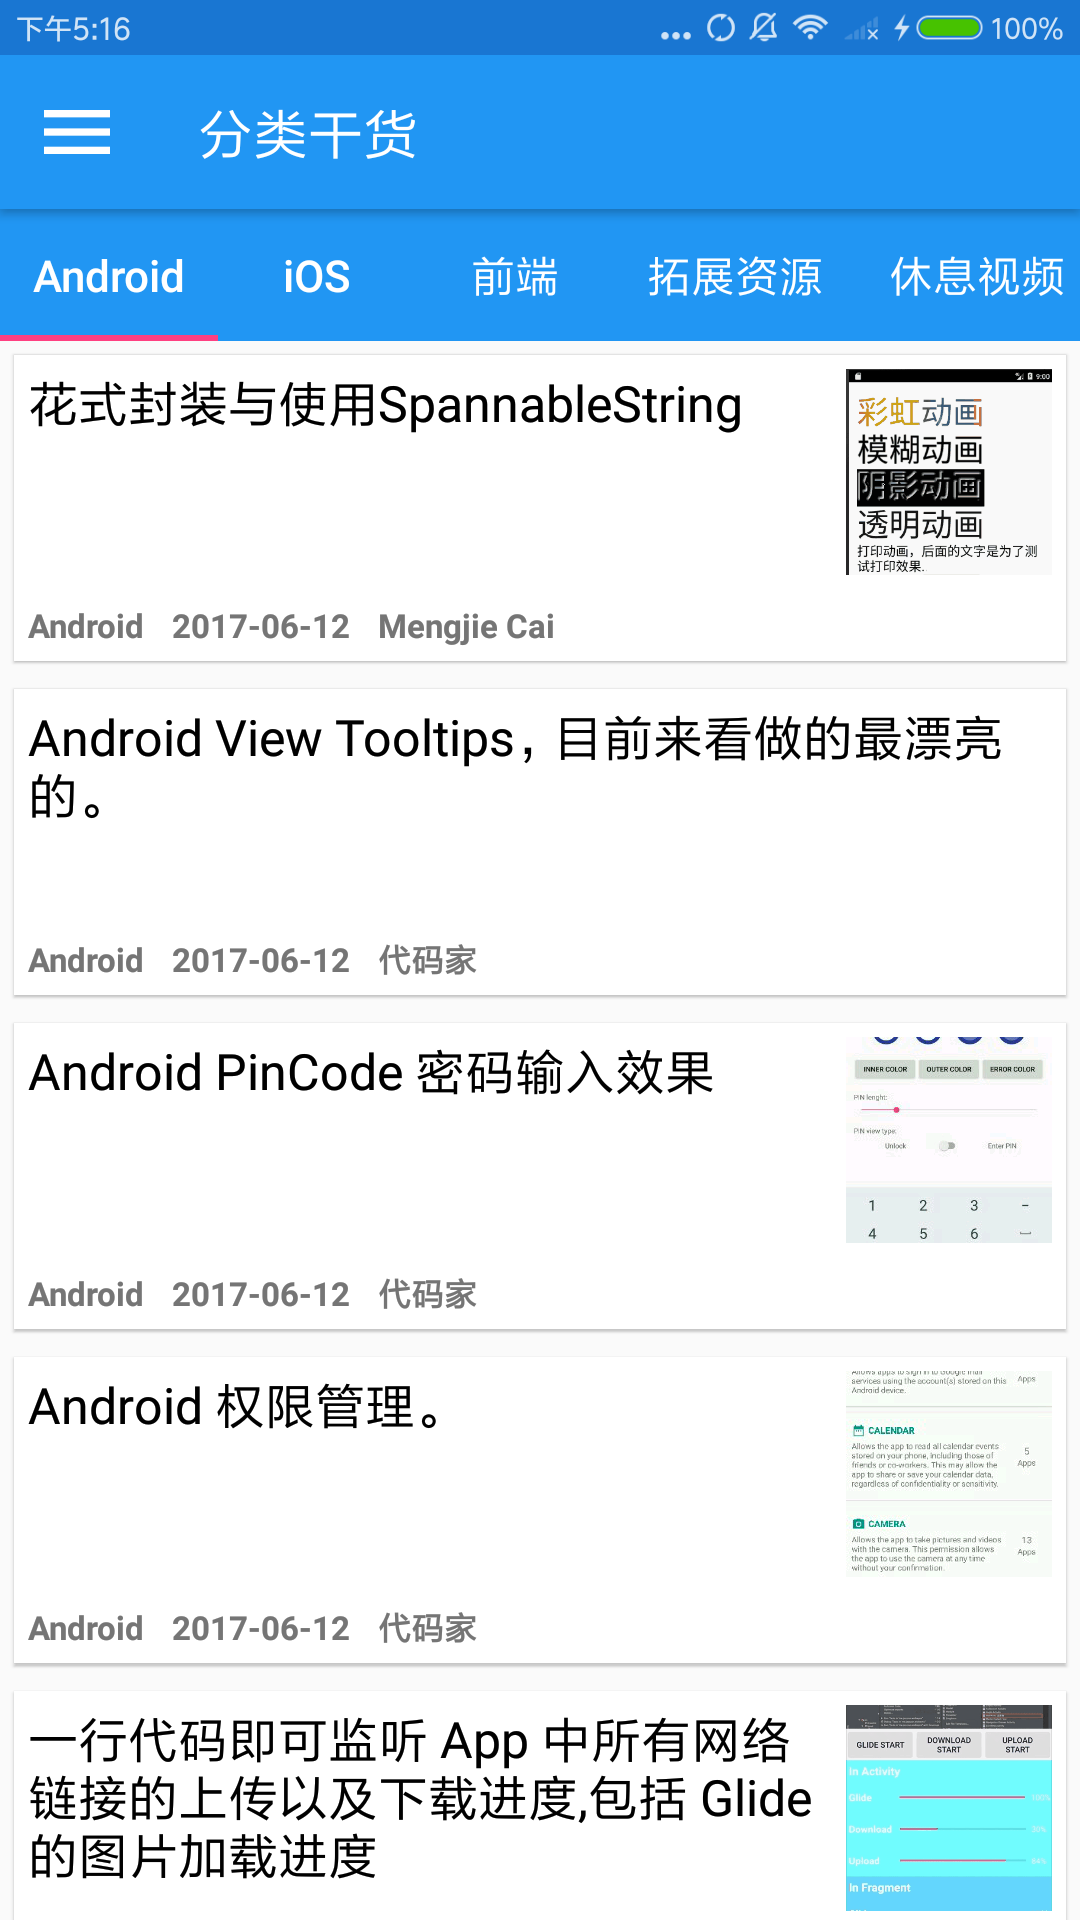 下午5:16
100%
分类干货
Android
iOS
前端
拓展资源
休息视频
花式封装与使用SpannableString
9:00
彩虹动画
模糊动画
阴影动画
透明动画
打印动画，后面的文字是为了测
试打印效果.
Android 2017-06-12 Mengjie Cai
Android View Tooltips，目前来看做的最漂亮
的。
Android 2017-06-12 代码家
Android PinCode 密码输入效果
INNER COLOR OUTER COLOR ERROR COLOR
PIN lenght:
PIN view type:
Unlock Enter PIN
1 2 3 -
4 5 6
Android 2017-06-12 代码家
Android 权限管理。
Allows apps to sign in to Google mail
services using the account(s) stored on this
Android device.
Apps
CALENDAR
Allows the app to read all calendar events
stored on your phone, including those of
friends or co-workers. This may allow the
app to share or save your calendar data,
regardless of confidentiality or sensitivity.
5
Apps
CAMERA
Allows the app to take pictures and videos
with the camera. This permission allows
the app to use the camera at any time
without your confirmation.
13
Apps
Android 2017-06-12 代码家
一行代码即可监听 App 中所有网络
链接的上传以及下载进度,包括 Glide
的图片加载进度
GLIDE START
DOWNLOAD
START
UPLOAD
START
In Activity
Glide 100%
Download 30%
Upload 84%
In Fragment